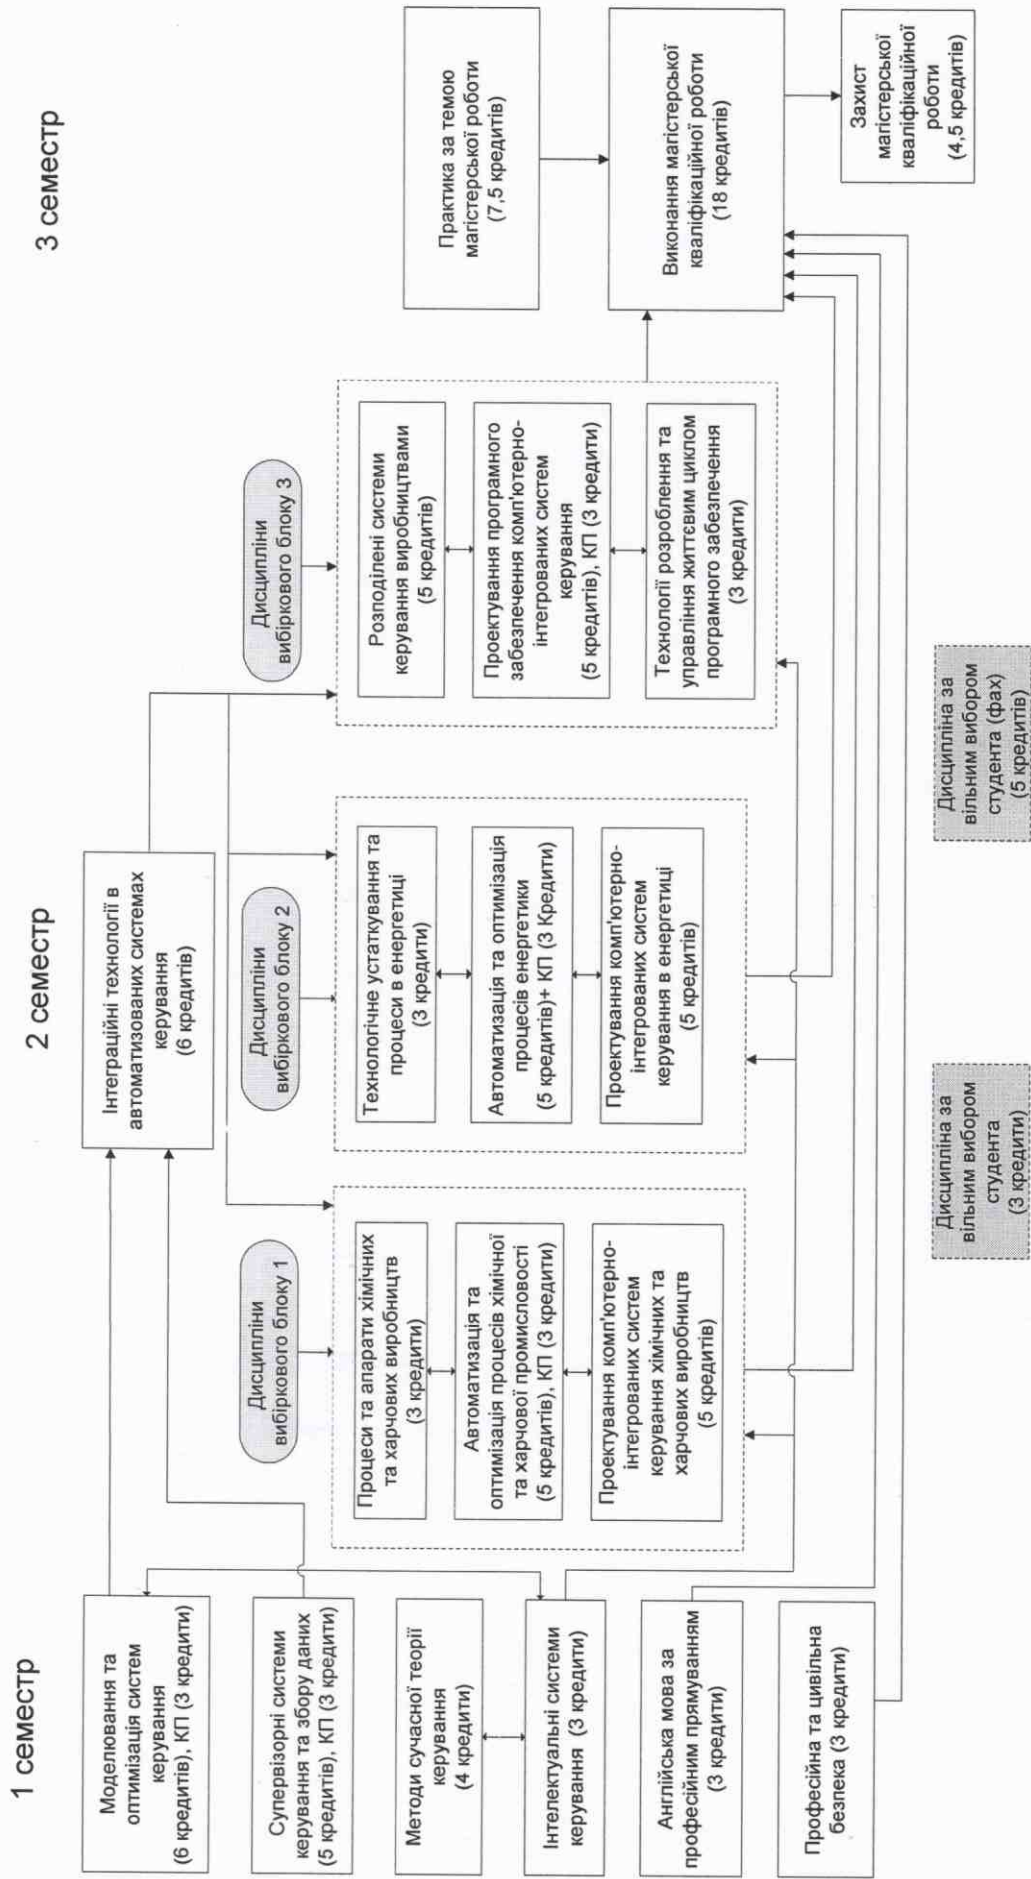 1 семестр
Моделювання та
оптимізація систем
керування
(6 кредитів), КП (3 кредити)
Супервізорні системи
керування та збору даних
(5 кредитів), КП (3 кредити)
Методи сучасної теорії
керування
(4 кредити)
Інтелектуальні системи
керування (3 кредити)
Англійська мова за
професійним прямуванням
(3 кредити)
Професійна та цивільна
безпека (3 кредити)
2 семестр
Інтеграційні технології в
автоматизованих системах
керування
(6 кредитів)
Дисципліни
вибіркового блоку 1
Процеси та апарати хімічних
та харчових виробництв
(3 кредити)
Автоматизація та
оптимізація процесів хімічної
та харчової промисловості
(5 кредитів), КП (3 кредити)
Проектування комп'ютерно-
інтегрованих систем
керування хімічних та
харчових виробництв
(5 кредитів)
Дисципліни
вибіркового блоку 2
Технологічне устаткування та
процеси в енергетиці
(3 кредити)
Автоматизація та оптимізація
процесів енергетики
(5 кредитів)+ КП (3 Кредити)
Проектування комп'ютерно-
інтегрованих систем
керування в енергетиці
(5 кредитів)
Дисципліни
вибіркового блоку 3
Розподілені системи
керування виробництвами
(5 кредитів)
Проектування програмного
забезпечення комп'ютерно-
інтегрованих систем
керування
(5 кредитів), КП (3 кредити)
Технології розроблення та
управління життєвим циклом
програмного забезпечення
(3 кредити)
Дисципліна за
вільним вибором
студента
(3 кредити)
Дисципліна за
вільним вибором
студента (фах)
(5 кредитів)
3 семестр
Практика за темою
магістерської роботи
(7,5 кредитів)
Виконання магістерської
кваліфікаційної роботи
(18 кредитів)
Захист
магістерської
кваліфікаційної
роботи
(4,5 кредитів)